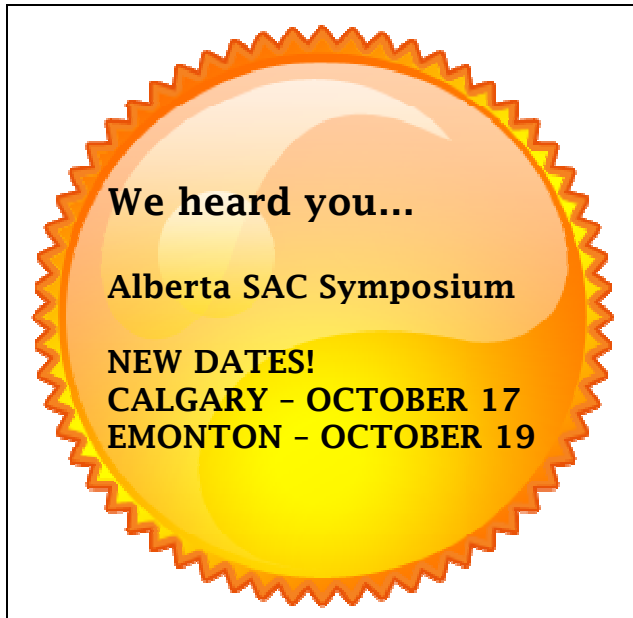 We heard you...
Alberta SAC Symposium
NEW DATES!
CALGARY – OCTOBER 17
EMONTON – OCTOBER 19